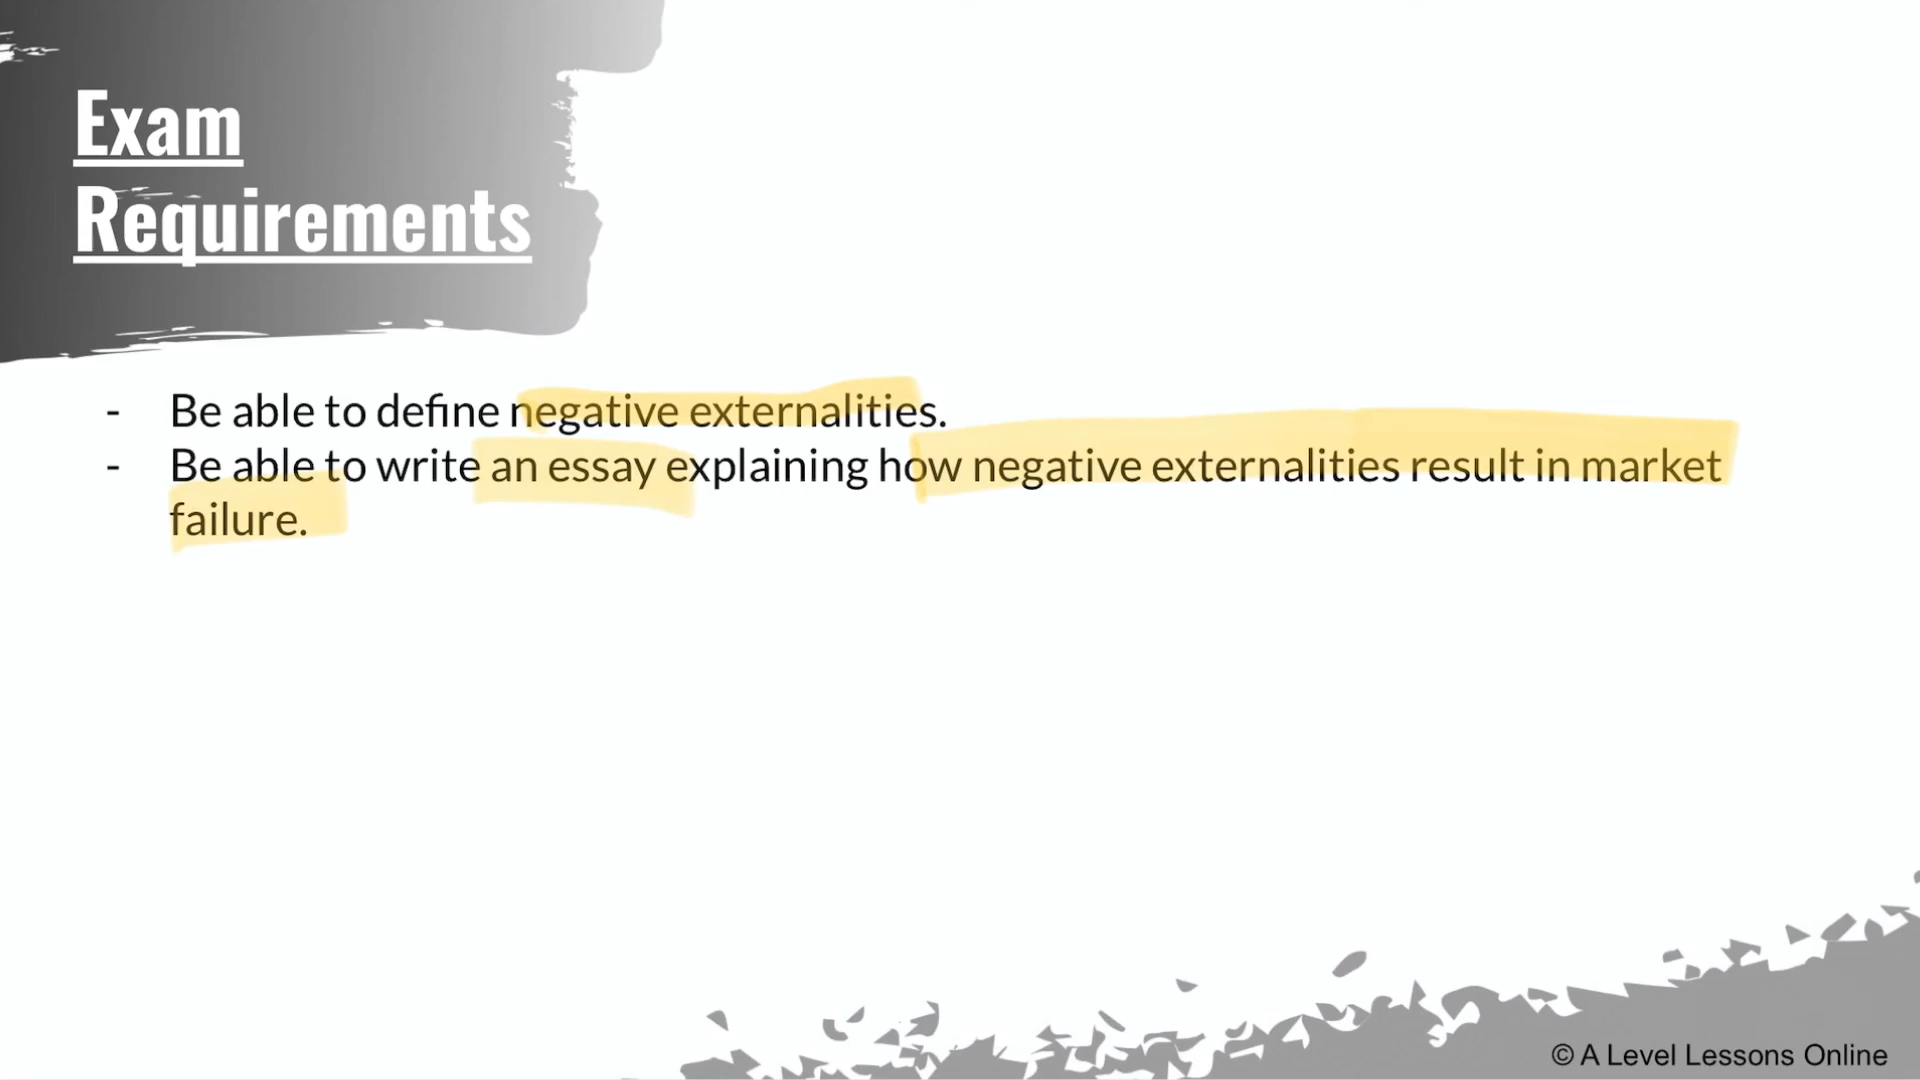 Exam
Requirements
- Be able to define negative externalities.
- Be able to write an essay explaining how negative externalities result in market
failure.
© A Level Lessons Online